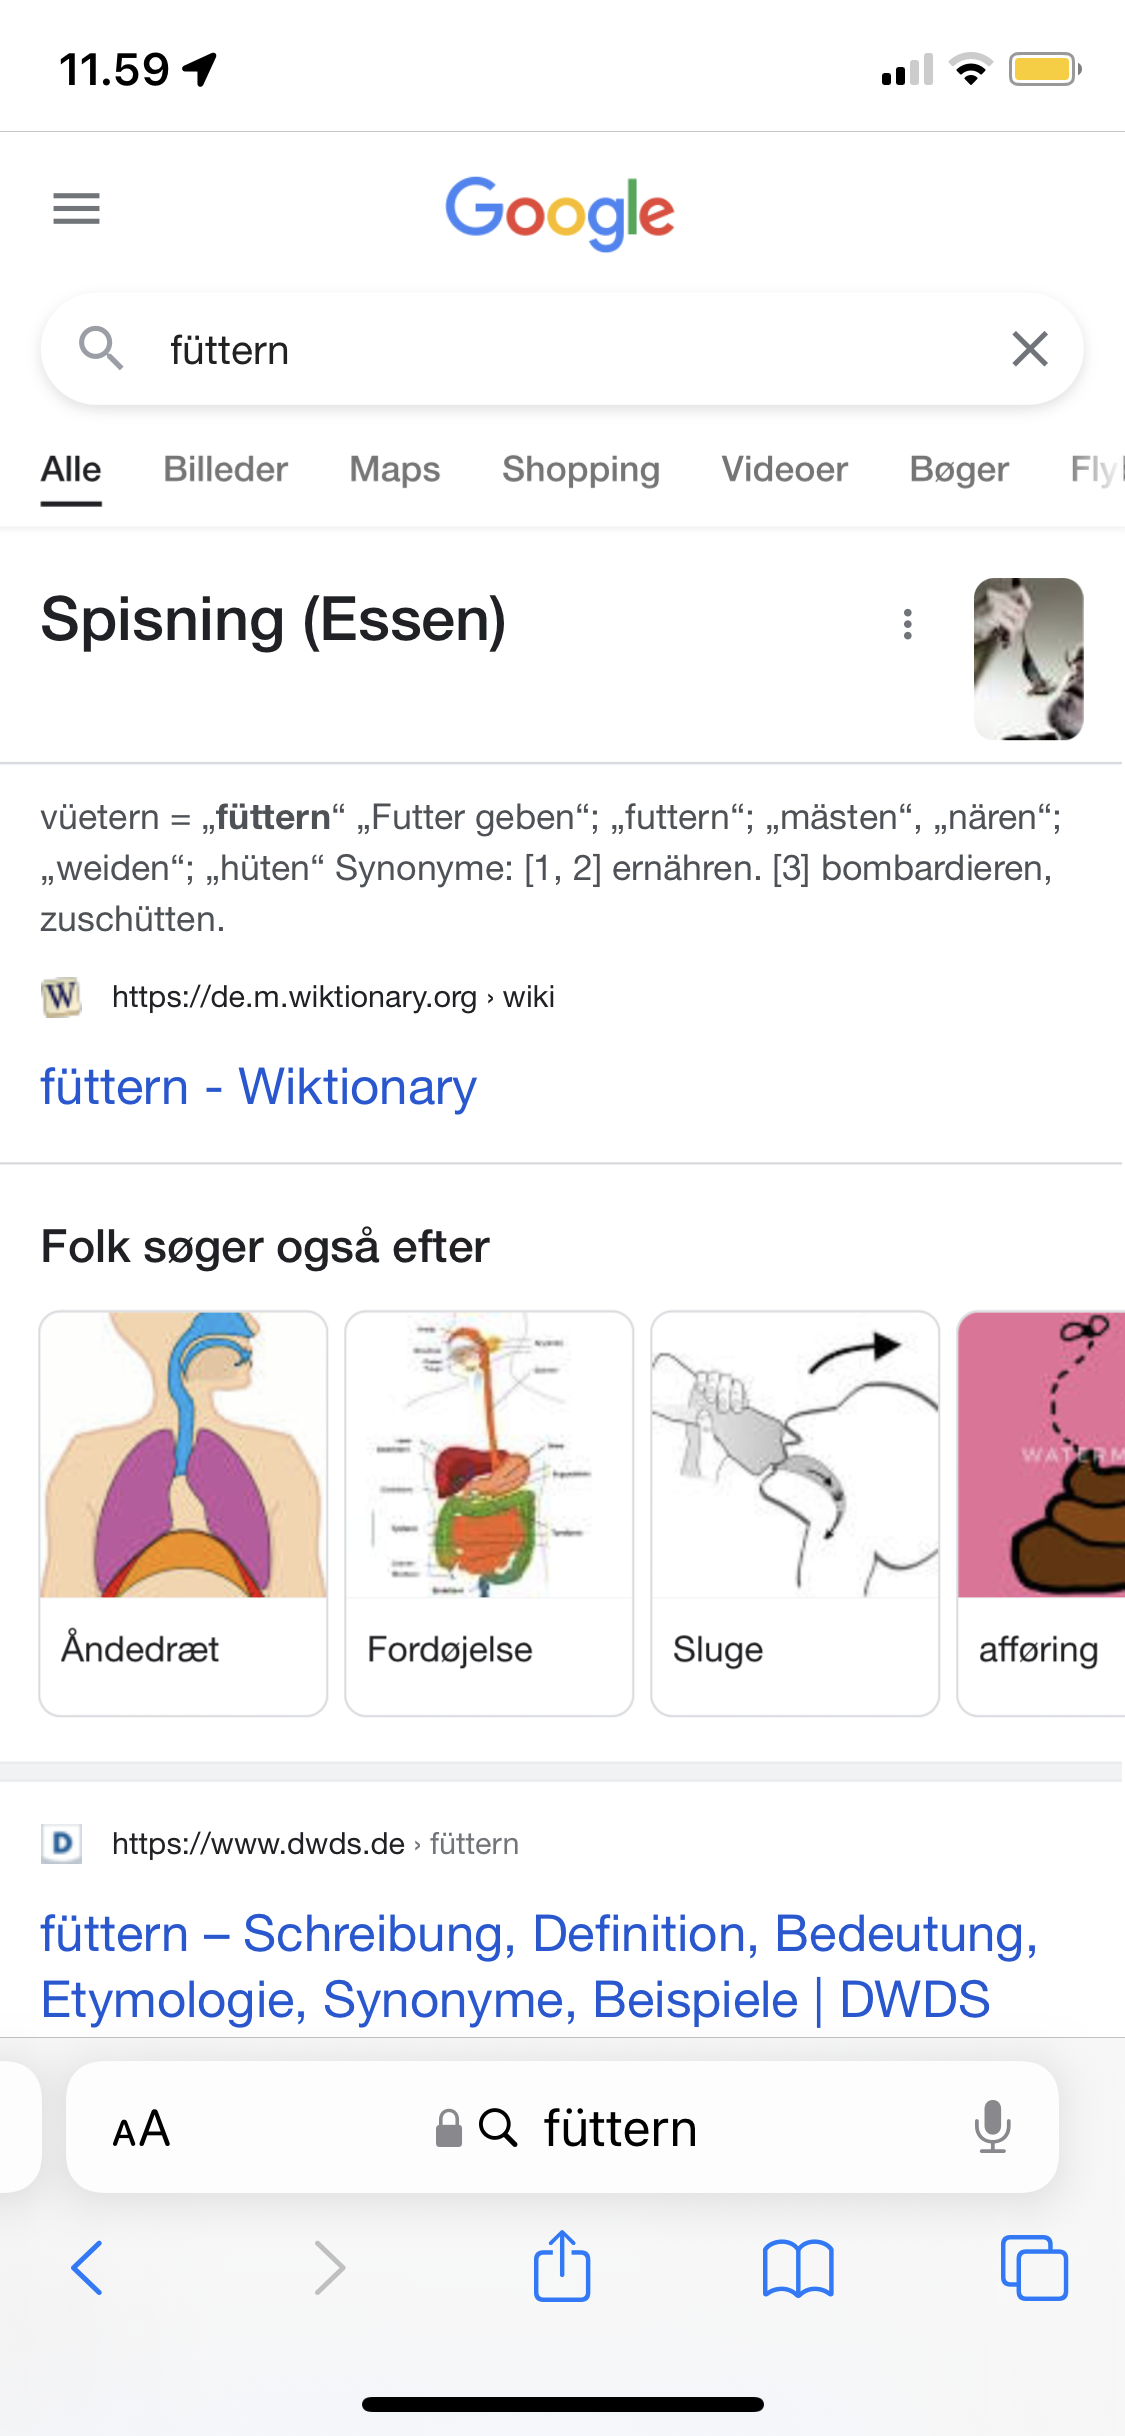 11.59
Google
füttern
Alle Billeder Maps Shopping Videoer Bøger Fly
Spisning (Essen)
vüetern = „füttern“ „Futter geben“; „futtern“; „mästen“, „nären“;
„weiden“; „hüten“ Synonyme: [1, 2] ernähren. [3] bombardieren,
zuschütten.
W https://de.m.wiktionary.org › wiki
füttern - Wiktionary
Folk søger også efter
WATERM
Åndedræt Fordøjelse Sluge afføring
D https://www.dwds.de › füttern
füttern – Schreibung, Definition, Bedeutung,
Etymologie, Synonyme, Beispiele | DWDS
AA füttern